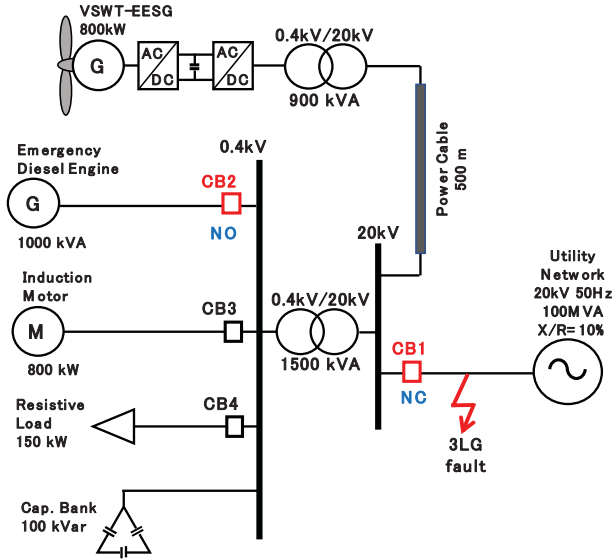 VSWT-EESG
800kW
G
AC
DC
AC
DC
0.4kV/20kV
900 kVA
Power Cable
500 m
Emergency
Diesel Engine
G
1000 kVA
0.4kV
CB2
NO
20kV
Utility
Network
20kV 50Hz
100MVA
X/R=10%
Induction
Motor
M
800 kW
CB3
0.4kV/20kV
1500 kVA
CB1
NC
3LG
fault
Resistive
Load
150 kW
CB4
Cap. Bank
100 kVar